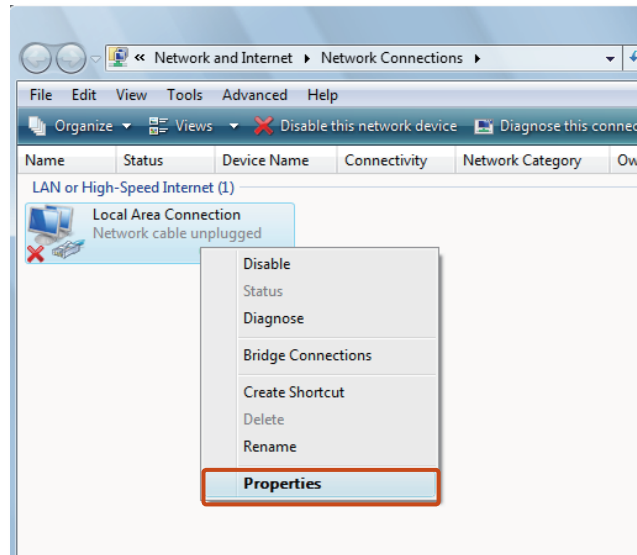 « Network and Internet ▸ Network Connections ▸
File Edit View Tools Advanced Help
Organize Views Disable this network device Diagnose this connec
Name Status Device Name Connectivity Network Category Ow
LAN or High-Speed Internet (1)
Local Area Connection
Network cable unplugged
Disable
Status
Diagnose
Bridge Connections
Create Shortcut
Delete
Rename
Properties